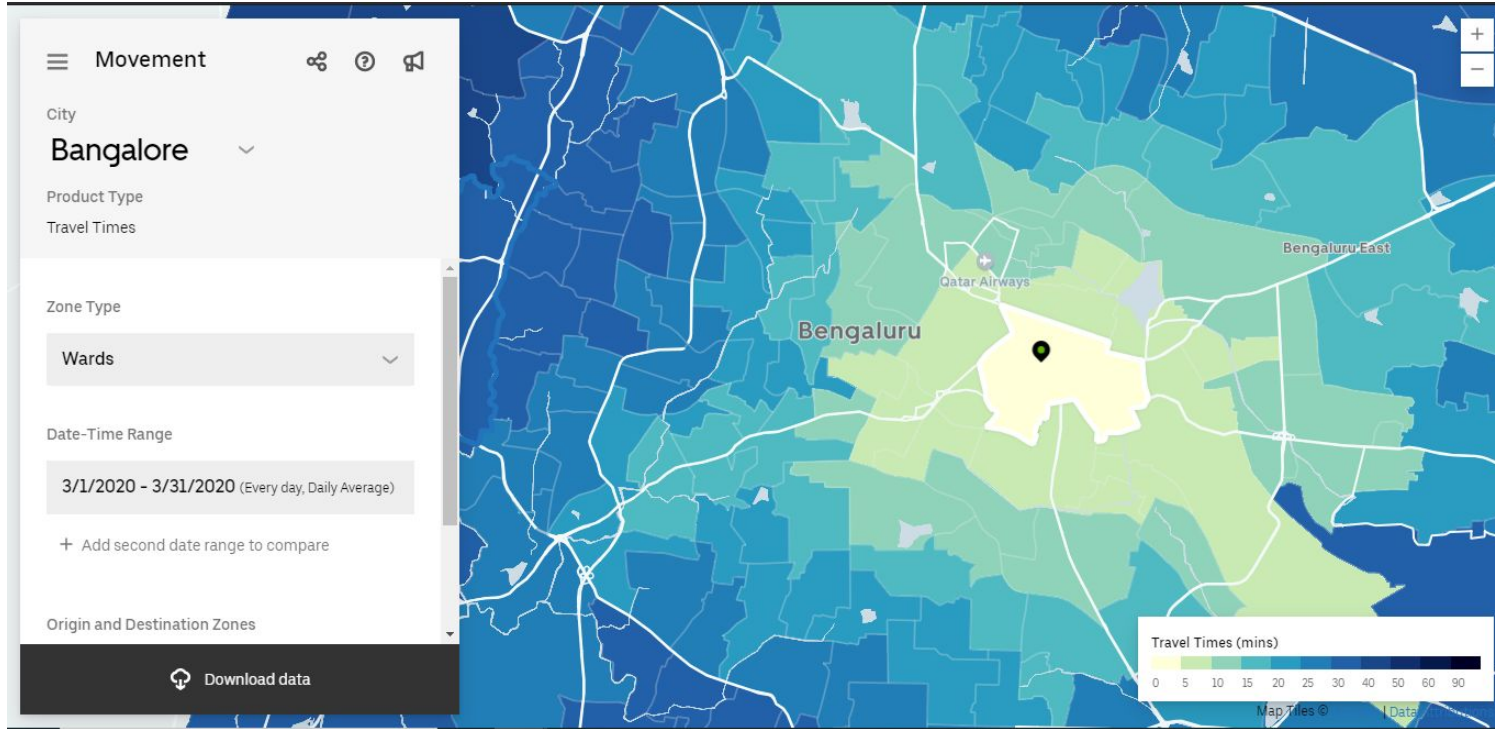 Movement
City
Bangalore
Product Type
Travel Times
Zone Type
Wards
Date-Time Range
3/1/2020 - 3/31/2020 (Every day, Daily Average)
+ Add second date range to compare
Origin and Destination Zones
Download data
+
−
Bengaluru East
Qatar Airways
Bengaluru
Travel Times (mins)
0 5 10 15 20 25 30 40 50 60 90
Map Tiles © | Data Attributions